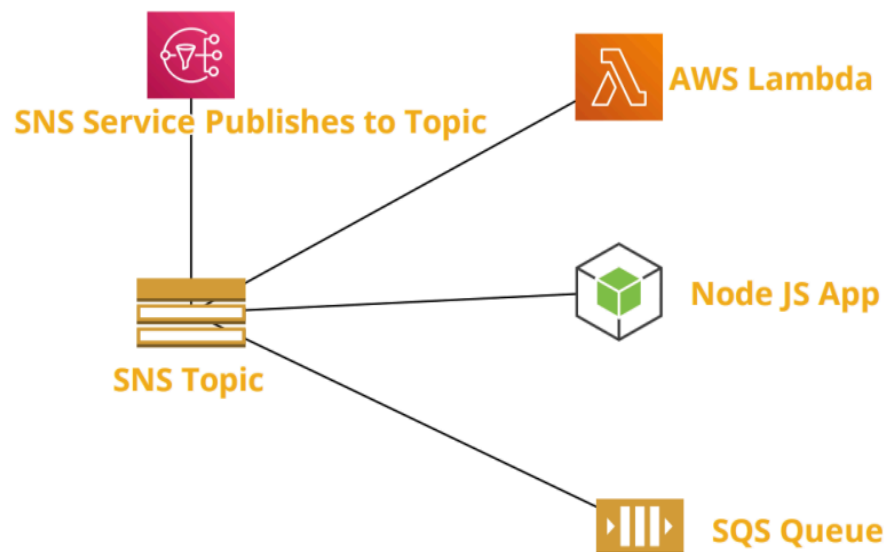 SNS Service Publishes to Topic
AWS Lambda
Node JS App
SNS Topic
SQS Queue